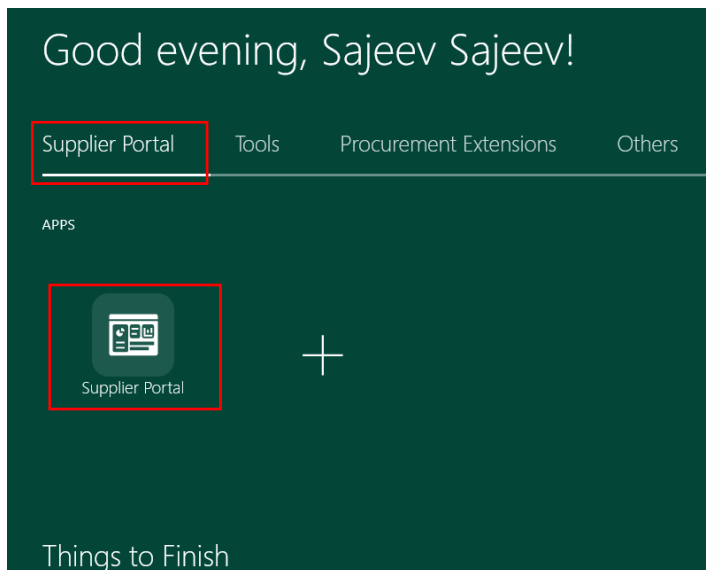 Good evening, Sajeev Sajeev!
Supplier Portal Tools Procurement Extensions Others
APPS
Supplier Portal
Things to Finish